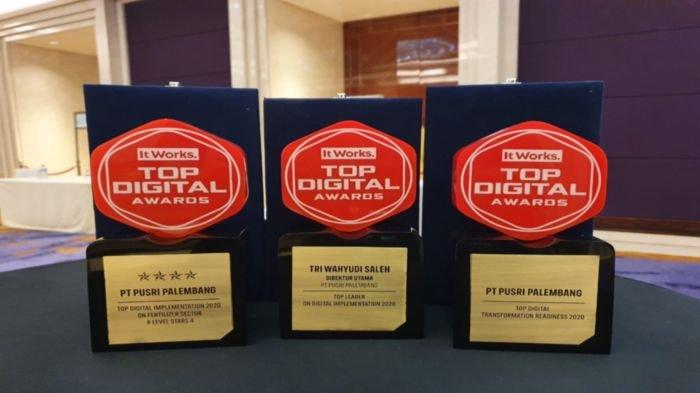 It Works.
TOP
DIGITAL
AWARDS
PT PUSRI PALEMBANG
TOP DIGITAL IMPLEMENTATION 2020
ON FERTILIZER SECTOR
# LEVEL STARS 4
It Works.
TOP
DIGITAL
AWARDS
TRI WAHYUDI SALEH
DIREKTUR UTAMA
PT PUSRI PALEMBANG
TOP LEADER
ON DIGITAL IMPLEMENTATION 2020
It Works.
TOP
DIGITAL
AWARDS
PT PUSRI PALEMBANG
TOP DIGITAL
TRANSFORMATION READINESS 2020